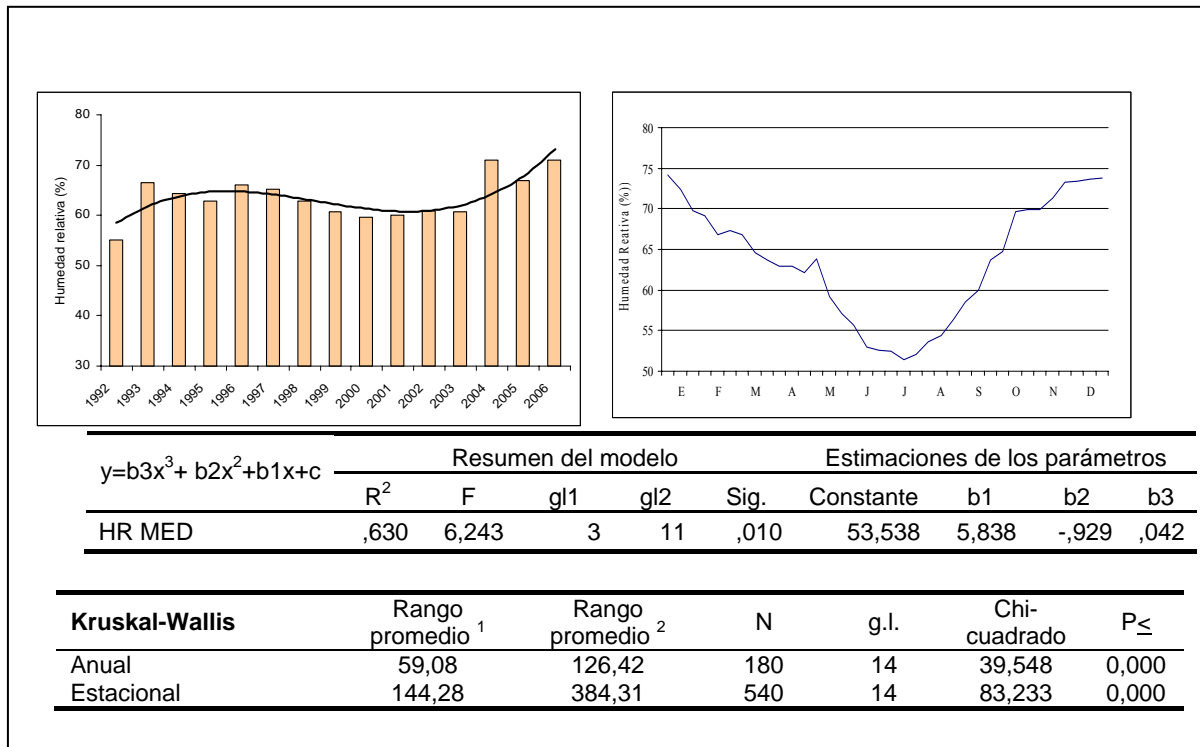 Humedad relativa (%)
80
70
60
50
40
30
1992 1993 1994 1995 1996 1997 1998 1999 2000 2001 2002 2003 2004 2005 2006
Humedad Reativa (%))
80
75
70
65
60
55
50
E F M A M J J A S O N D
y=b3x³+ b2x²+b1x+c Resumen del modelo Estimaciones de los parámetros
R² F gl1 gl2 Sig. Constante b1 b2 b3
HR MED ,630 6,243 3 11 ,010 53,538 5,838 -,929 ,042
Kruskal-Wallis Rango promedio ¹ Rango promedio ² N g.l. Chi-cuadrado P≤
Anual 59,08 126,42 180 14 39,548 0,000
Estacional 144,28 384,31 540 14 83,233 0,000